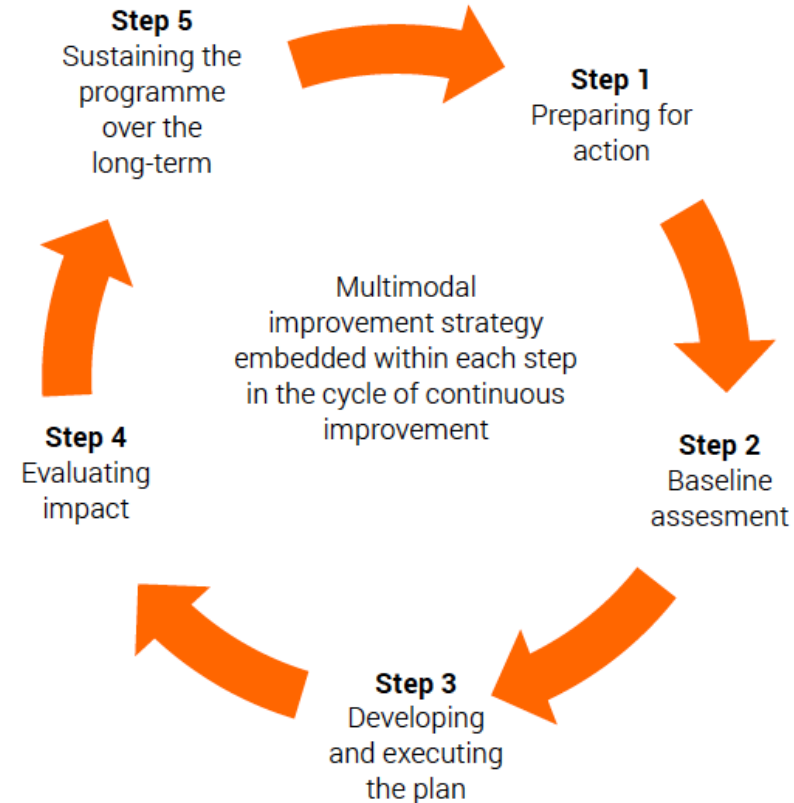 Step 5
Sustaining the
programme
over the
long-term
Step 1
Preparing for
action
Multimodal
improvement strategy
embedded within each step
in the cycle of continuous
improvement
Step 4
Evaluating
impact
Step 2
Baseline
assesment
Step 3
Developing
and executing
the plan